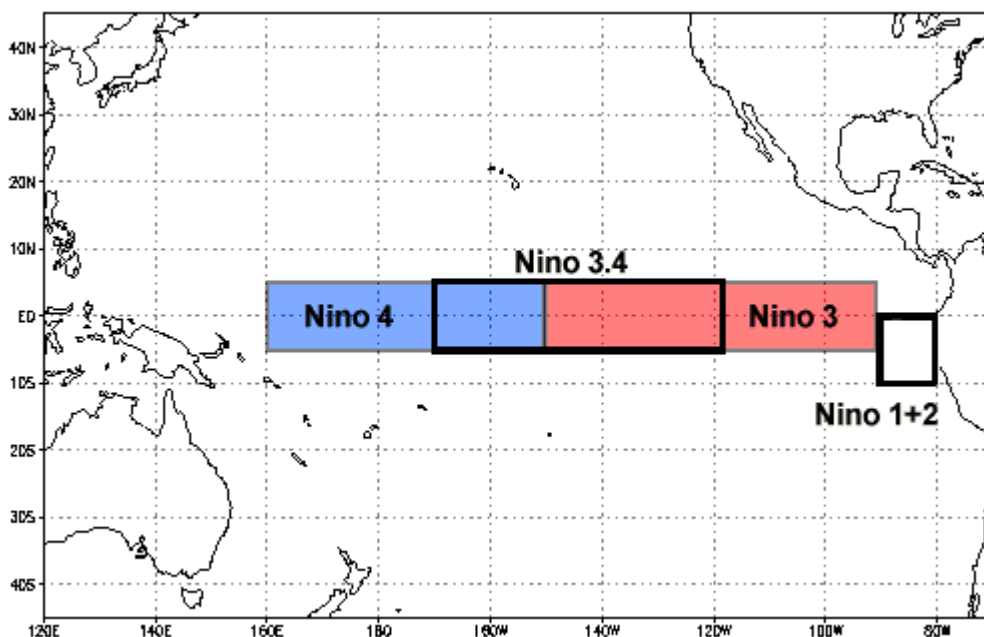 40N
30N
20N
10N
EQ
10S
20S
30S
40S
Nino 3.4
Nino 4
Nino 3
Nino 1+2
120E
140E
160E
180
160W
140W
120W
100W
80W